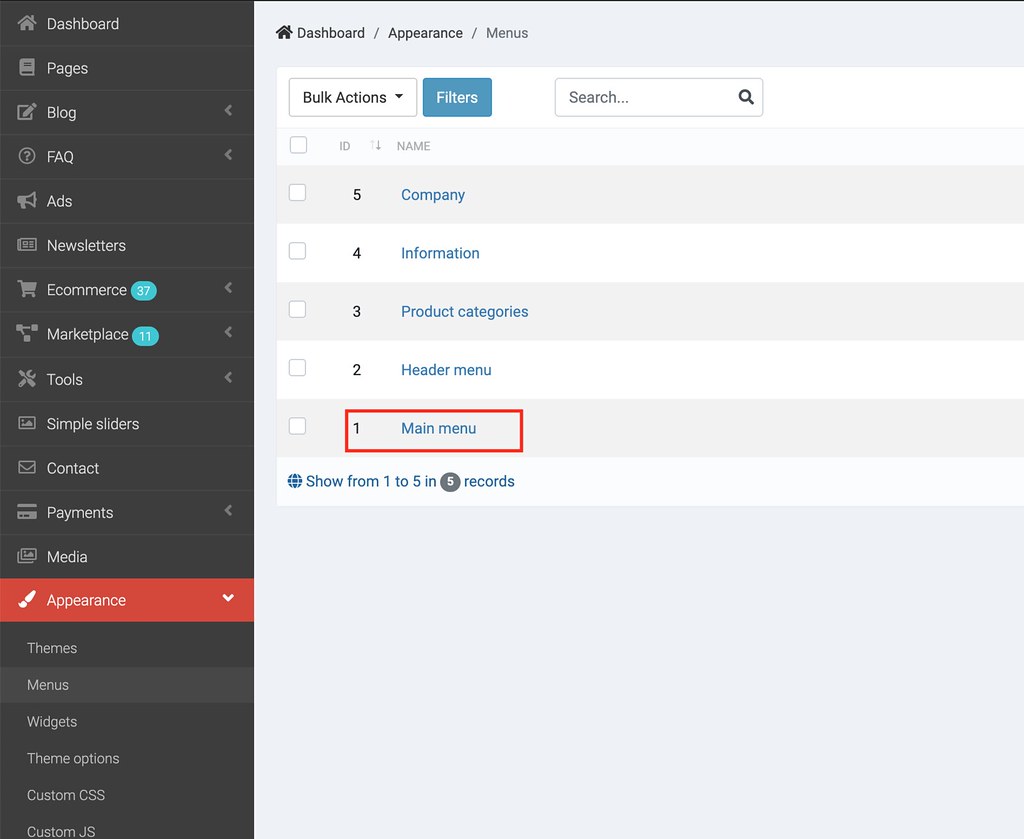 Dashboard
Pages
Blog
FAQ
Ads
Newsletters
Ecommerce 37
Marketplace 11
Tools
Simple sliders
Contact
Payments
Media
Appearance
Themes
Menus
Widgets
Theme options
Custom CSS
Custom JS
Dashboard / Appearance / Menus
Bulk Actions Filters Search...
ID NAME
5 Company
4 Information
3 Product categories
2 Header menu
1 Main menu
Show from 1 to 5 in 5 records